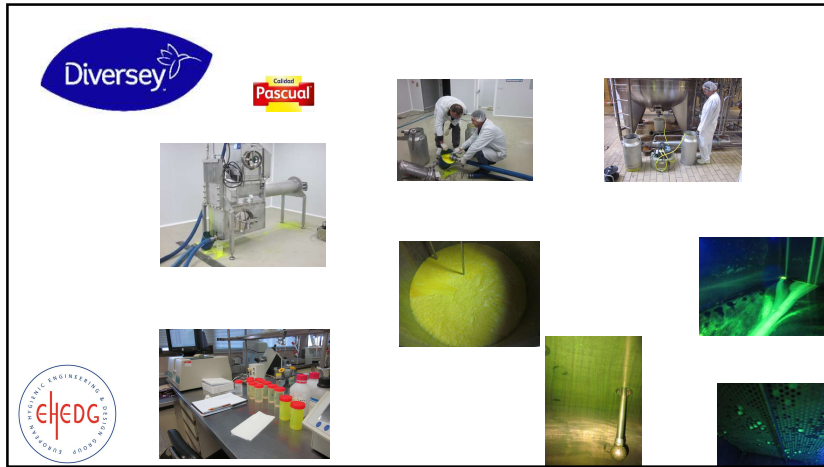 Diversey
Calidad
Pascual
EHEDG
EUROPEAN HYGIENIC ENGINEERING & DESIGN GROUP